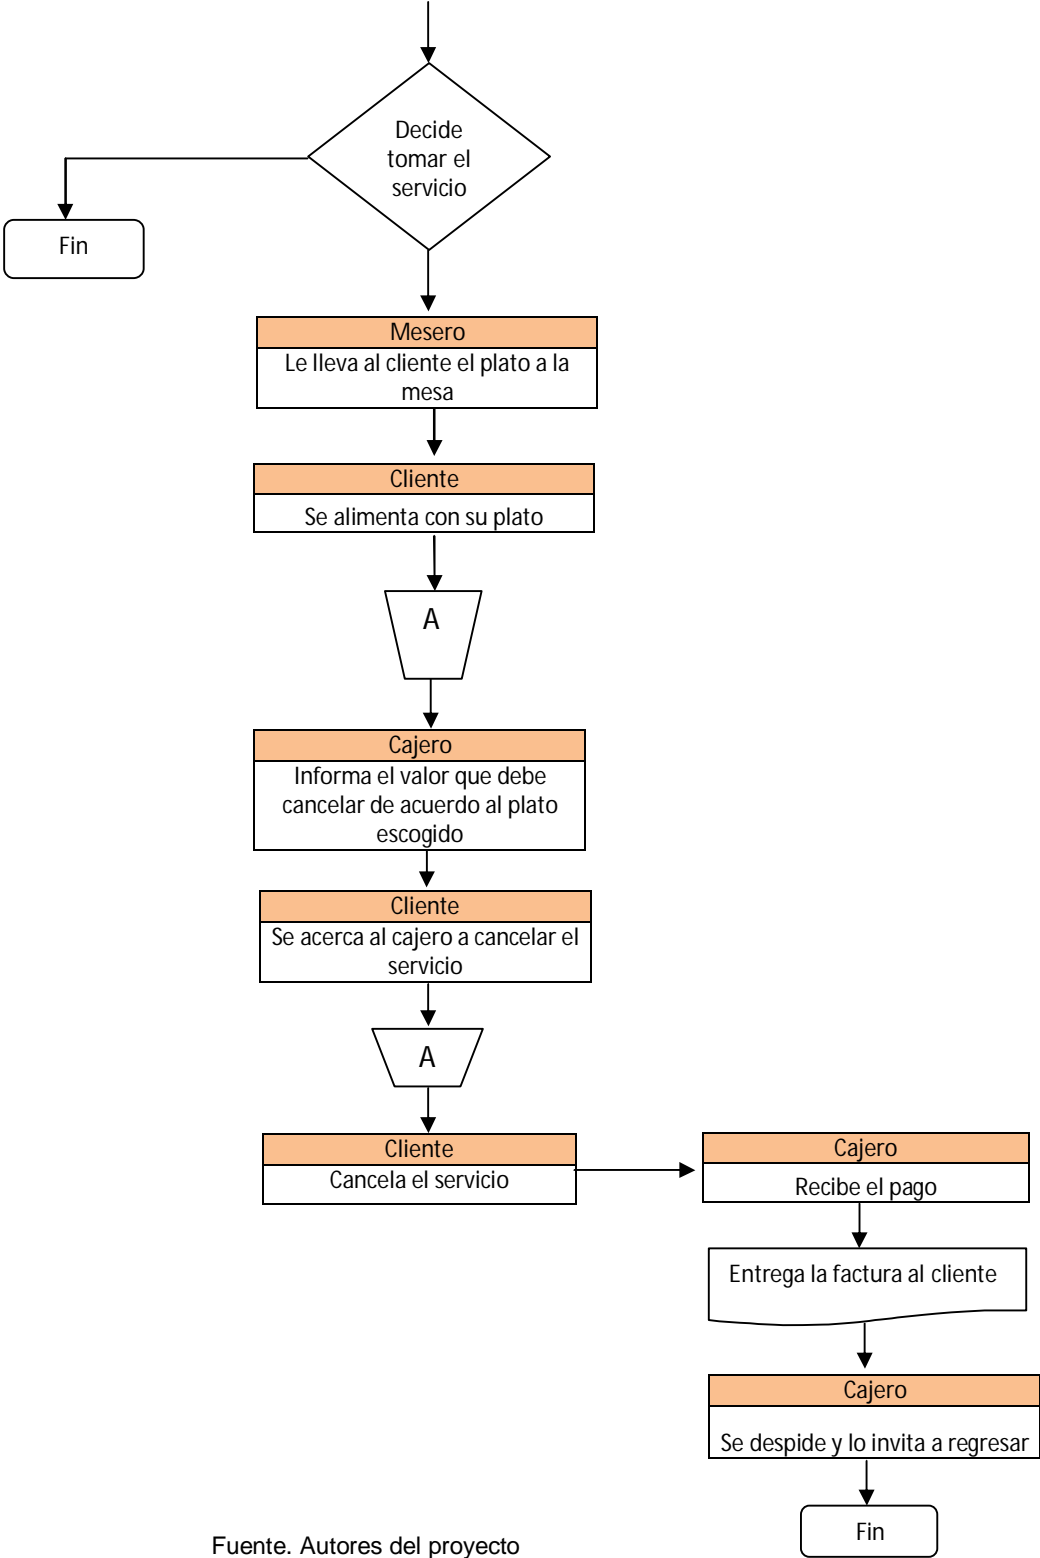 Decide
tomar el
servicio
Fin
Mesero
Le lleva al cliente el plato a la
mesa
Cliente
Se alimenta con su plato
A
Cajero
Informa el valor que debe
cancelar de acuerdo al plato
escogido
Cliente
Se acerca al cajero a cancelar el
servicio
A
Cliente
Cancela el servicio
Cajero
Recibe el pago
Entrega la factura al cliente
Cajero
Se despide y lo invita a regresar
Fin
Fuente. Autores del proyecto